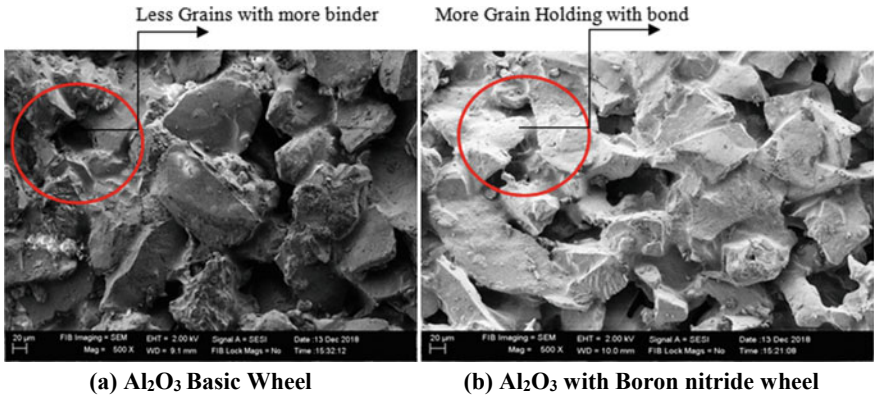 Less Grains with more binder
More Grain Holding with bond
20 µm
FIB Imaging = SEM
EHT = 2.00 kV
Signal A = SESI
Date :13 Dec 2018
Mag = 500 X
WD = 9.1 mm
FIB Lock Mags = No
Time :15:32:12
20 µm
FIB Imaging = SEM
EHT = 2.00 kV
Signal A = SESI
Date :13 Dec 2018
Mag = 500 X
WD = 10.0 mm
FIB Lock Mags = No
Time :15:21:08
(a) Al₂O₃ Basic Wheel
(b) Al₂O₃ with Boron nitride wheel